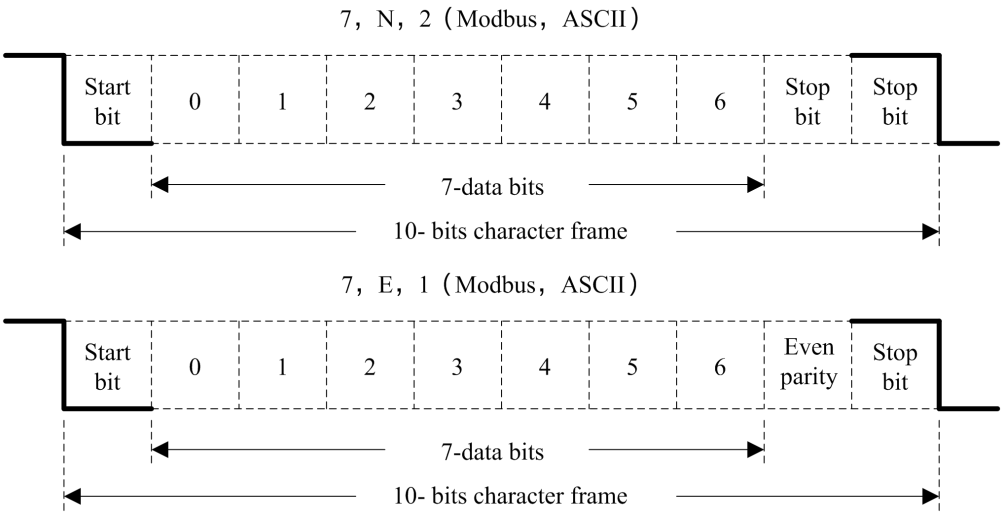 7, N, 2 (Modbus, ASCII)
Start bit 0 1 2 3 4 5 6 Stop bit Stop bit
7-data bits
10- bits character frame
7, E, 1 (Modbus, ASCII)
Start bit 0 1 2 3 4 5 6 Even parity Stop bit
7-data bits
10- bits character frame